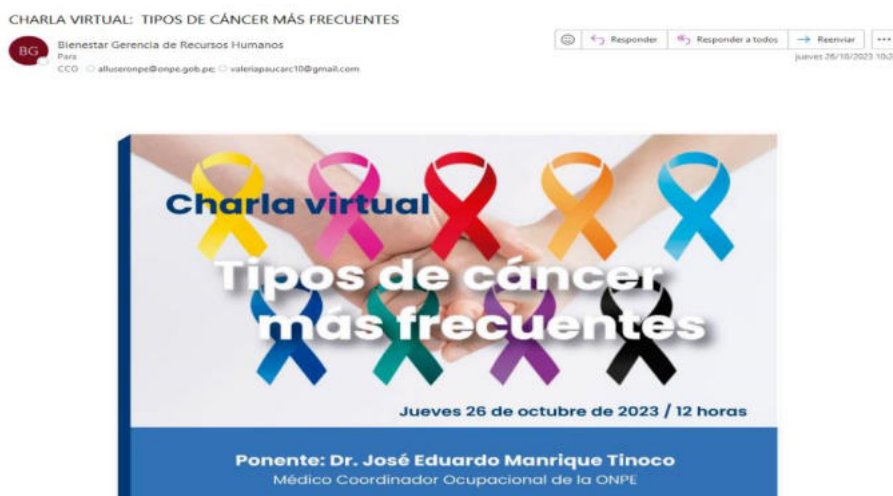 CHARLA VIRTUAL: TIPOS DE CÁNCER MÁS FRECUENTES
BG
Bienestar Gerencia de Recursos Humanos
Para
CCO alluseronpe@onpe.gob.pe; valeriapaucarc10@gmail.com
Responder
Responder a todos
Reenviar
...
jueves 26/10/2023 10:2
Charla virtual
Tipos de cáncer
más frecuentes
Jueves 26 de octubre de 2023 / 12 horas
Ponente: Dr. José Eduardo Manrique Tinoco
Médico Coordinador Ocupacional de la ONPE